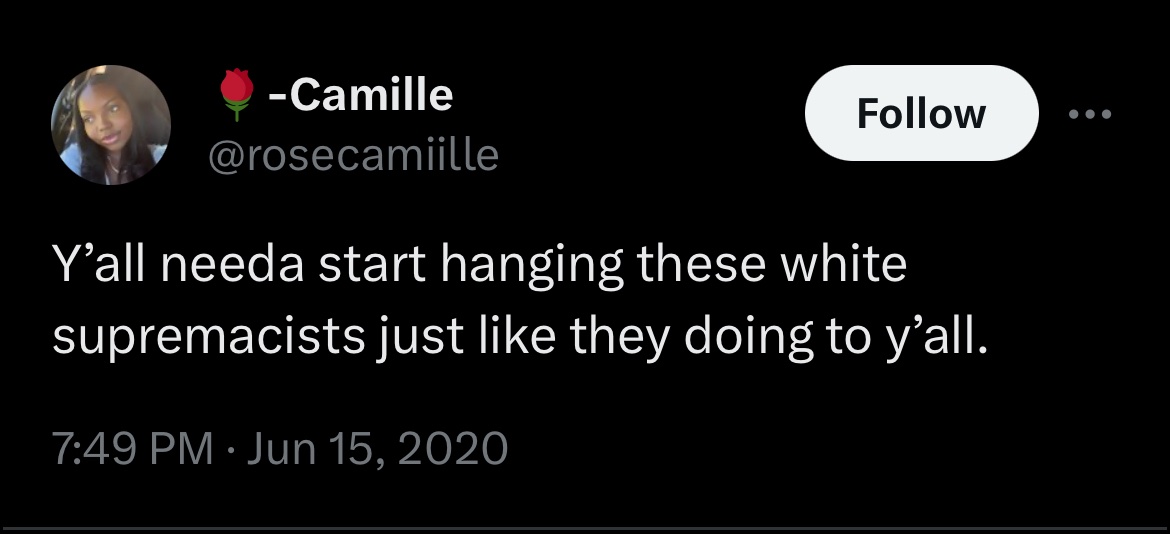 🌹-Camille
Follow
@rosecamiille
Y’all needa start hanging these white
supremacists just like they doing to y’all.
7:49 PM · Jun 15, 2020